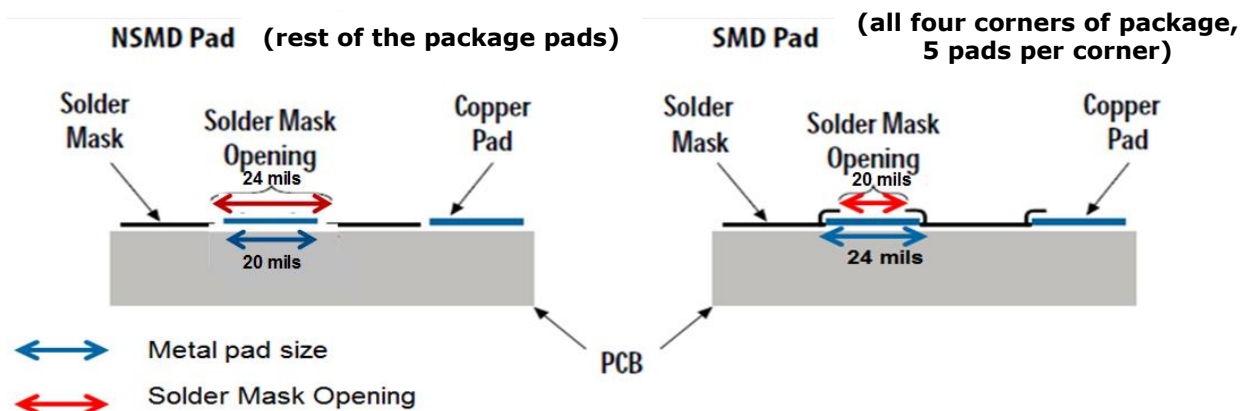 NSMD Pad (rest of the package pads)
SMD Pad (all four corners of package,
5 pads per corner)
Solder
Mask
Solder Mask
Opening
24 mils
Copper
Pad
20 mils
Solder
Mask
Solder Mask
Opening
20 mils
Copper
Pad
24 mils
PCB
Metal pad size
Solder Mask Opening